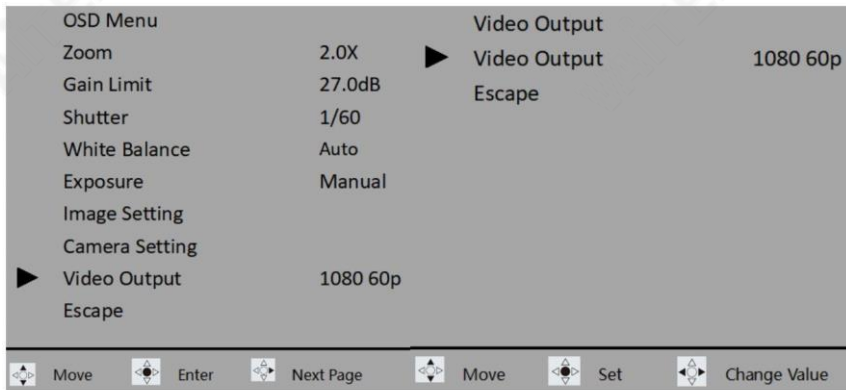 OSD Menu
Zoom 2.0X
Gain Limit 27.0dB
Shutter 1/60
White Balance Auto
Exposure Manual
Image Setting
Camera Setting
Video Output 1080 60p
Escape
Move Enter Next Page
Video Output
Video Output 1080 60p
Escape
Move Set Change Value